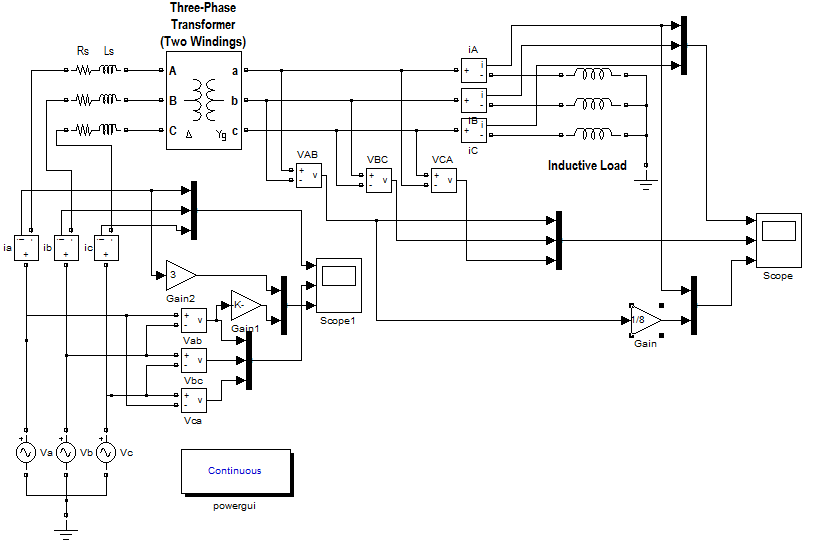 Three-Phase
Transformer
(Two Windings)
Rs Ls
A
B
C
a
b
c
Δ Yg
iA
+ i -
+ i -
iB
+ i -
iC
Inductive Load
VAB
+ - v
VBC
+ - v
VCA
+ - v
ia
i - +
ib
i - +
ic
i - +
3
Gain2
-K-
Gain1
Scope1
Scope
1/8
Gain
+ - v
Vab
+ - v
Vbc
+ - v
Vca
+ Va
+ Vb
+ Vc
Continuous
powergui